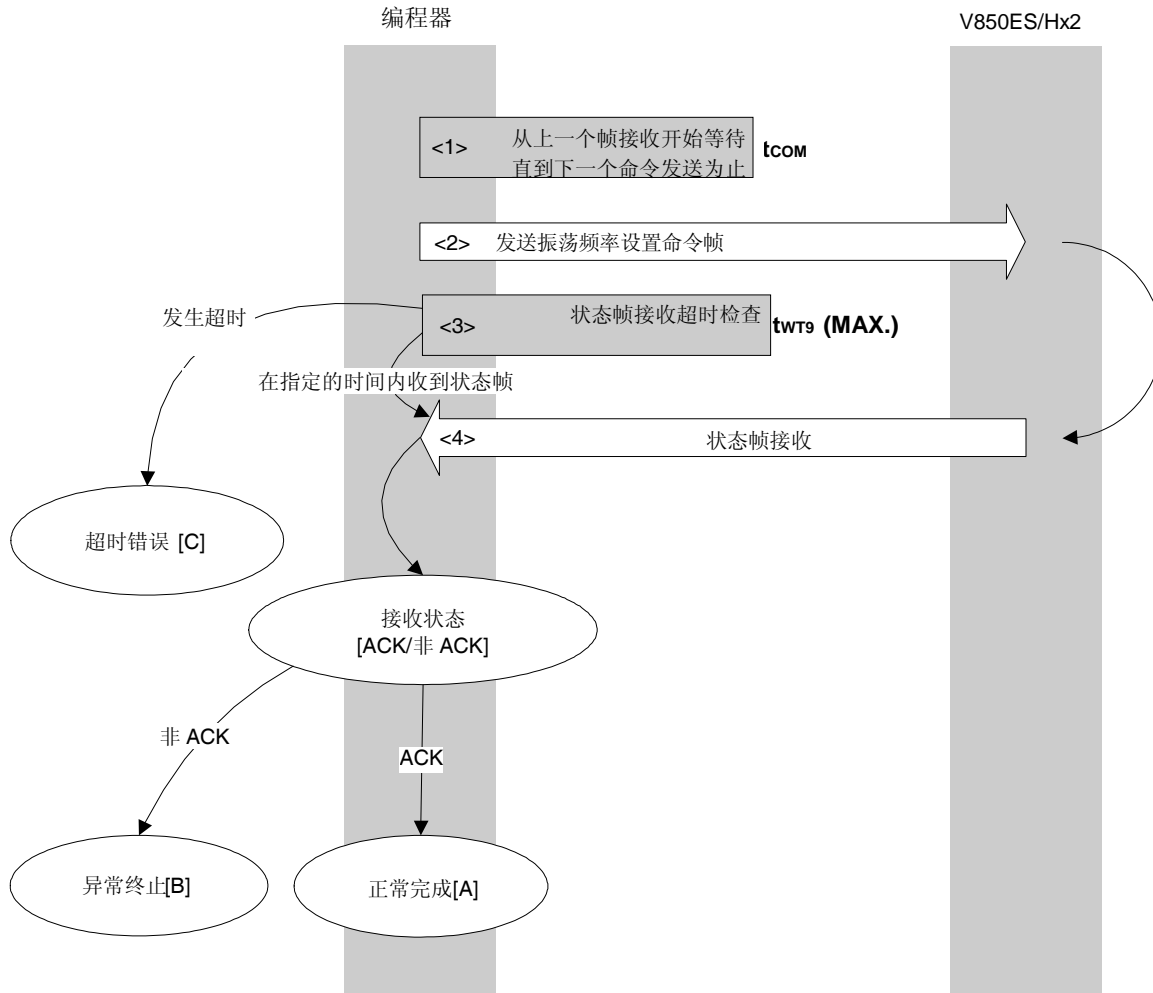 编程器
V850ES/Hx2
<1> 从上一个帧接收开始等待
直到下一个命令发送为止
tCOM
<2> 发送振荡频率设置命令帧
发生超时
<3> 状态帧接收超时检查
tWT9 (MAX.)
在指定的时间内收到状态帧
<4> 状态帧接收
超时错误 [C]
接收状态
[ACK/非 ACK]
非 ACK
ACK
异常终止[B]
正常完成[A]